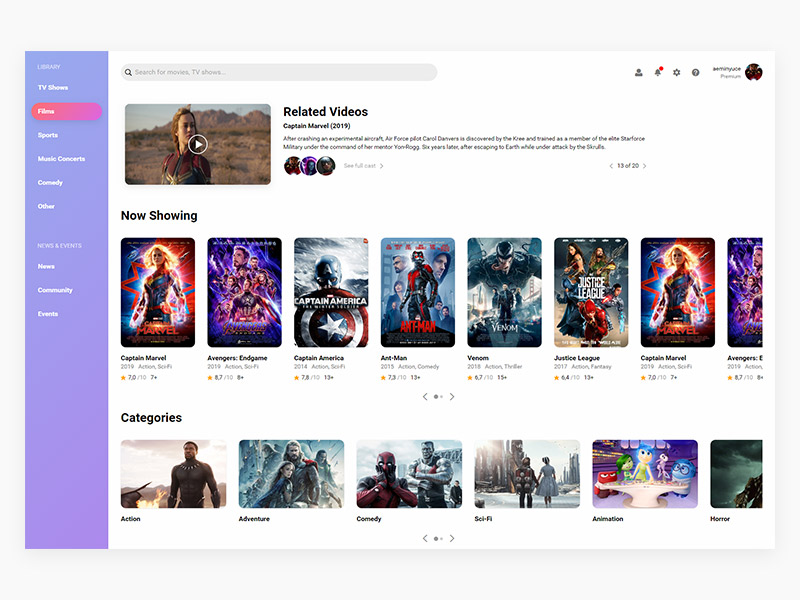 LIBRARY
TV Shows
Films
Sports
Music Concerts
Comedy
Other
NEWS & EVENTS
News
Community
Events
Search for movies, TV shows...
aeminyuce
Premium
Related Videos
Captain Marvel (2019)
After crashing an experimental aircraft, Air Force pilot Carol Danvers is discovered by the Kree and trained as a member of the elite Starforce
Military under the command of her mentor Yon-Rogg. Six years later, after escaping to Earth while under attack by the Skrulls.
See full cast
13 of 20
Now Showing
MARVEL
CAPTAIN AMERICA
THE WINTER SOLDIER
ANT-MAN
VENOM
JUSTICE
LEAGUE
MARVEL
Captain Marvel
2019 Action, Sci-Fi
7,0 /10 7+
Avengers: Endgame
2019 Action, Sci-Fi
8,7 /10 8+
Captain America
2014 Action, Sci-Fi
7,8 /10 13+
Ant-Man
2015 Action, Comedy
7,3 /10 13+
Venom
2018 Action, Thriller
6,7 /10 15+
Justice League
2017 Action, Fantasy
6,4 /10 13+
Captain Marvel
2019 Action, Sci-Fi
7,0 /10 7+
Avengers: E
2019 Action,
8,7 /10 8+
Categories
Action
Adventure
Comedy
Sci-Fi
Animation
Horror